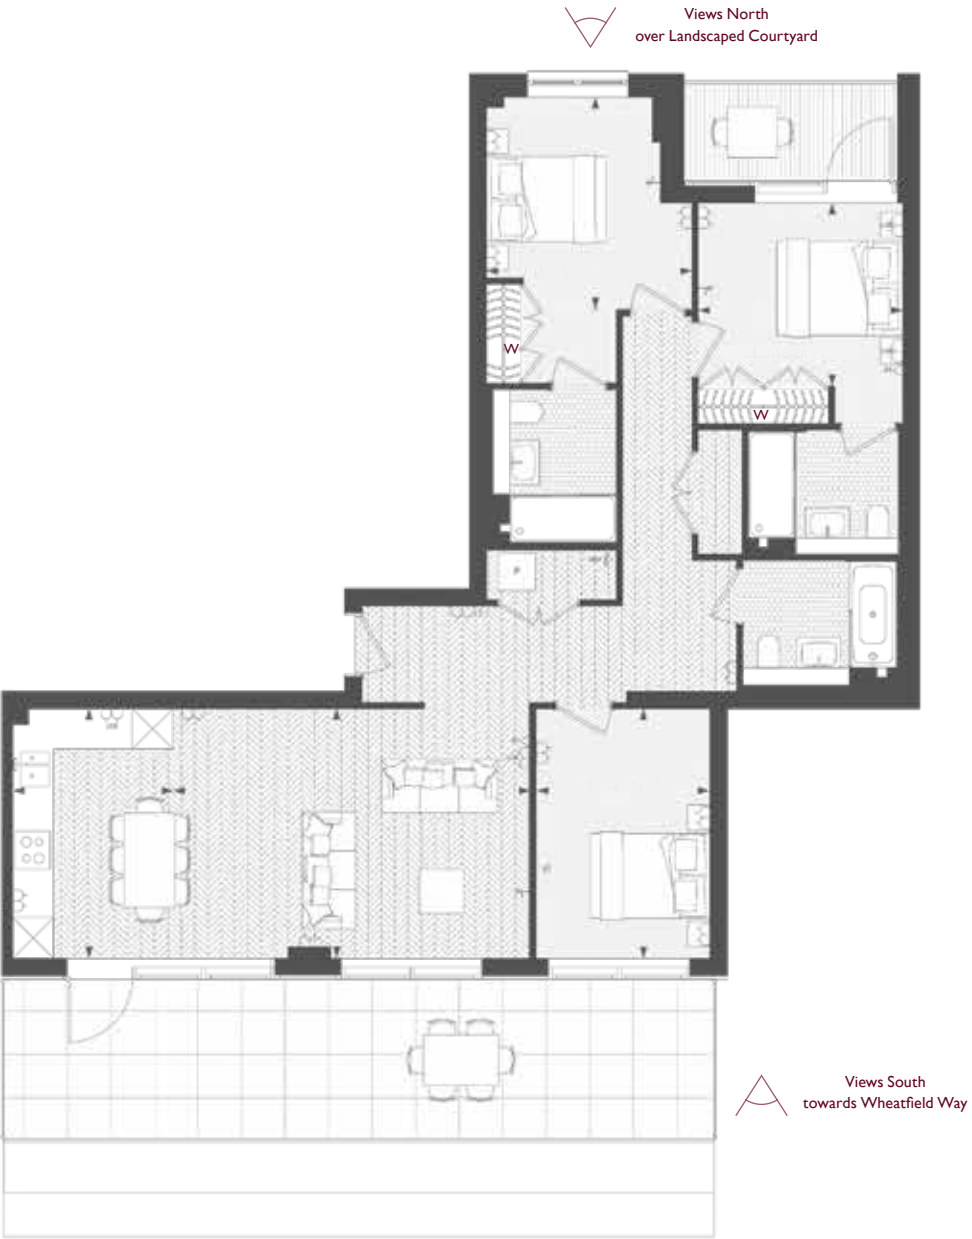 Views North
over Landscaped Courtyard
W
W
P
Views South
towards Wheatfield Way